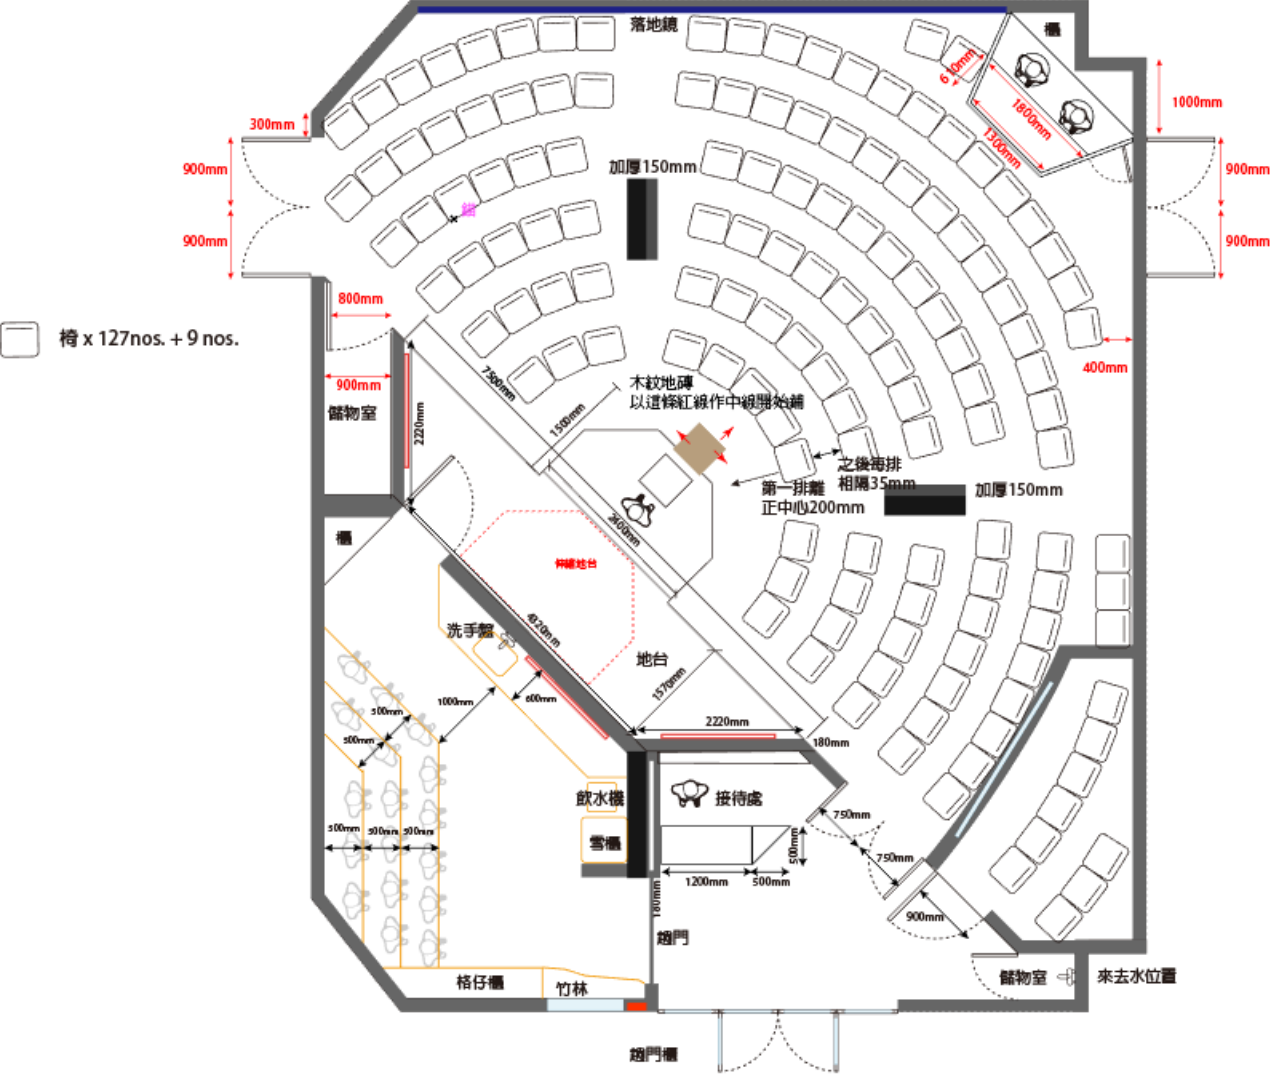 落地鏡
櫃
610mm
1800mm
1300mm
1000mm
300mm
900mm
900mm
900mm
900mm
加厚150mm
800mm
椅 x 127nos. + 9 nos.
400mm
900mm
儲物室
2220mm
7500mm
1500mm
木紋地磚
以這條紅線作中線開始鋪
之後每排
相隔35mm
第一排離
正中心200mm
加厚150mm
2400mm
櫃
伸縮地台
4320mm
洗手盤
地台
1570mm
600mm
1000mm
500mm
500mm
2220mm
180mm
飲水機
接待處
750mm
500mm
500mm
500mm
雪櫃
500mm
750mm
1200mm
500mm
180mm
900mm
趟門
格仔櫃
竹林
儲物室
來去水位置
趟門櫃